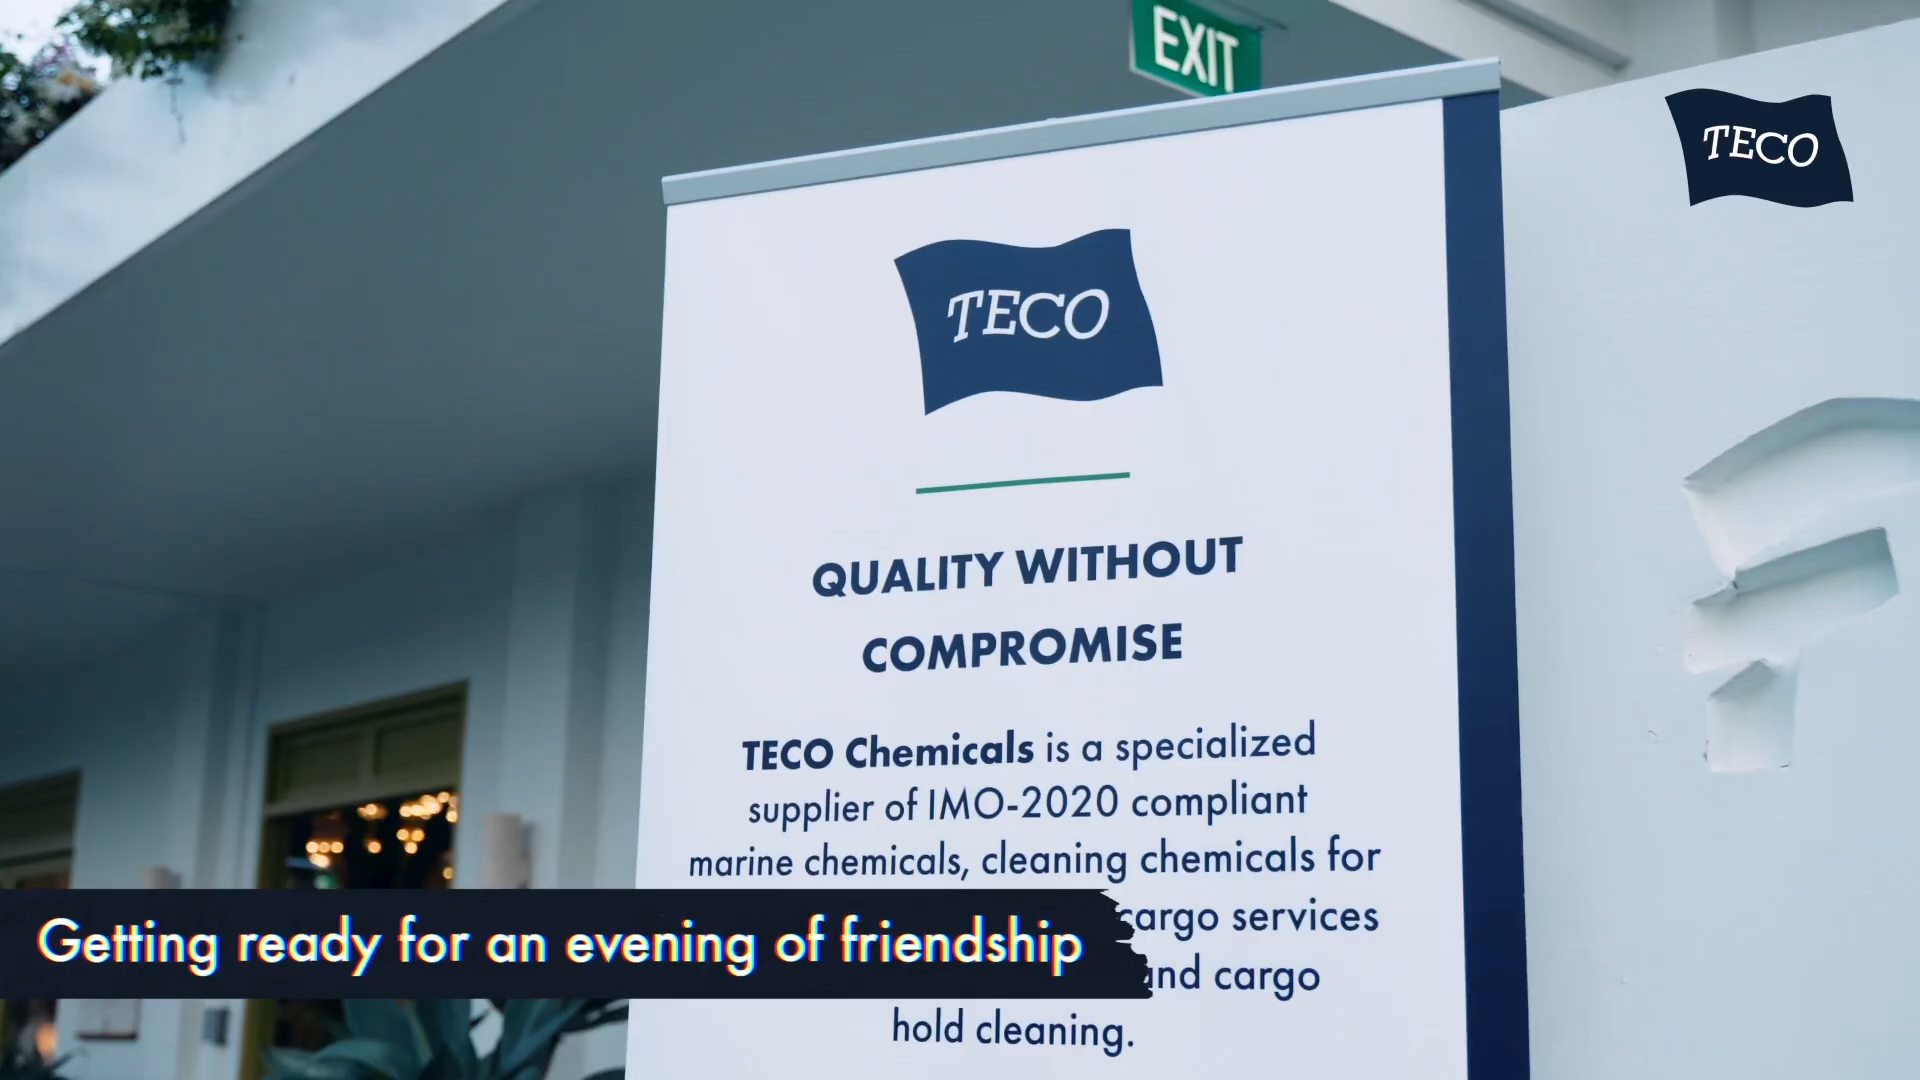 EXIT
TECO
TECO
QUALITY WITHOUT
COMPROMISE
TECO Chemicals is a specialized
supplier of IMO-2020 compliant
marine chemicals, cleaning chemicals for
cargo services
cargo
hold cleaning.
Getting ready for an evening of friendship